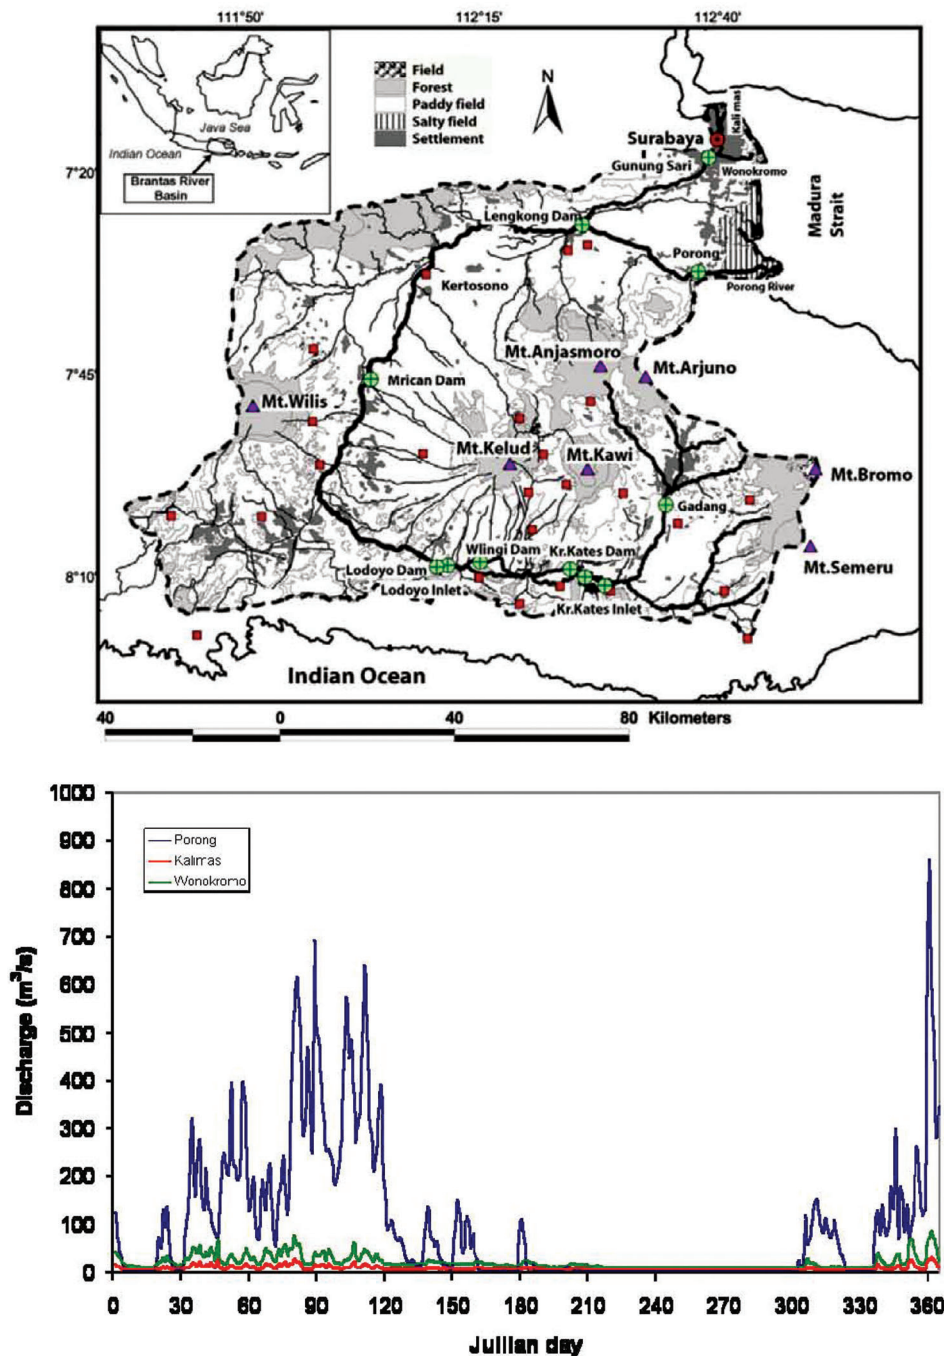 111°50' 112°15' 112°40'
Java Sea
Indian Ocean
Brantas River
Basin
Field
Forest
Paddy field
Salty field
Settlement
N
Kali mas
Surabaya
Gunung Sari
Wonokromo
7°20'
Madura
Strait
Lengkong Dam
Porong
Porong River
Kertosono
Mt.Anjasmoro
Mt.Arjuno
7°45'
Mrican Dam
Mt.Wilis
Mt.Kelud
Mt.Kawi
Mt.Bromo
Gadang
Wlingi Dam
Kr.Kates Dam
Mt.Semeru
8°10'
Lodoyo Dam
Lodoyo Inlet
Kr.Kates Inlet
Indian Ocean
40 0 40 80 Kilometers
1000
900
800
700
600
500
400
300
200
100
0
Discharge (m³/s)
Porong
Kalimas
Wonokromo
0 30 60 90 120 150 180 210 240 270 300 330 360
Jullian day